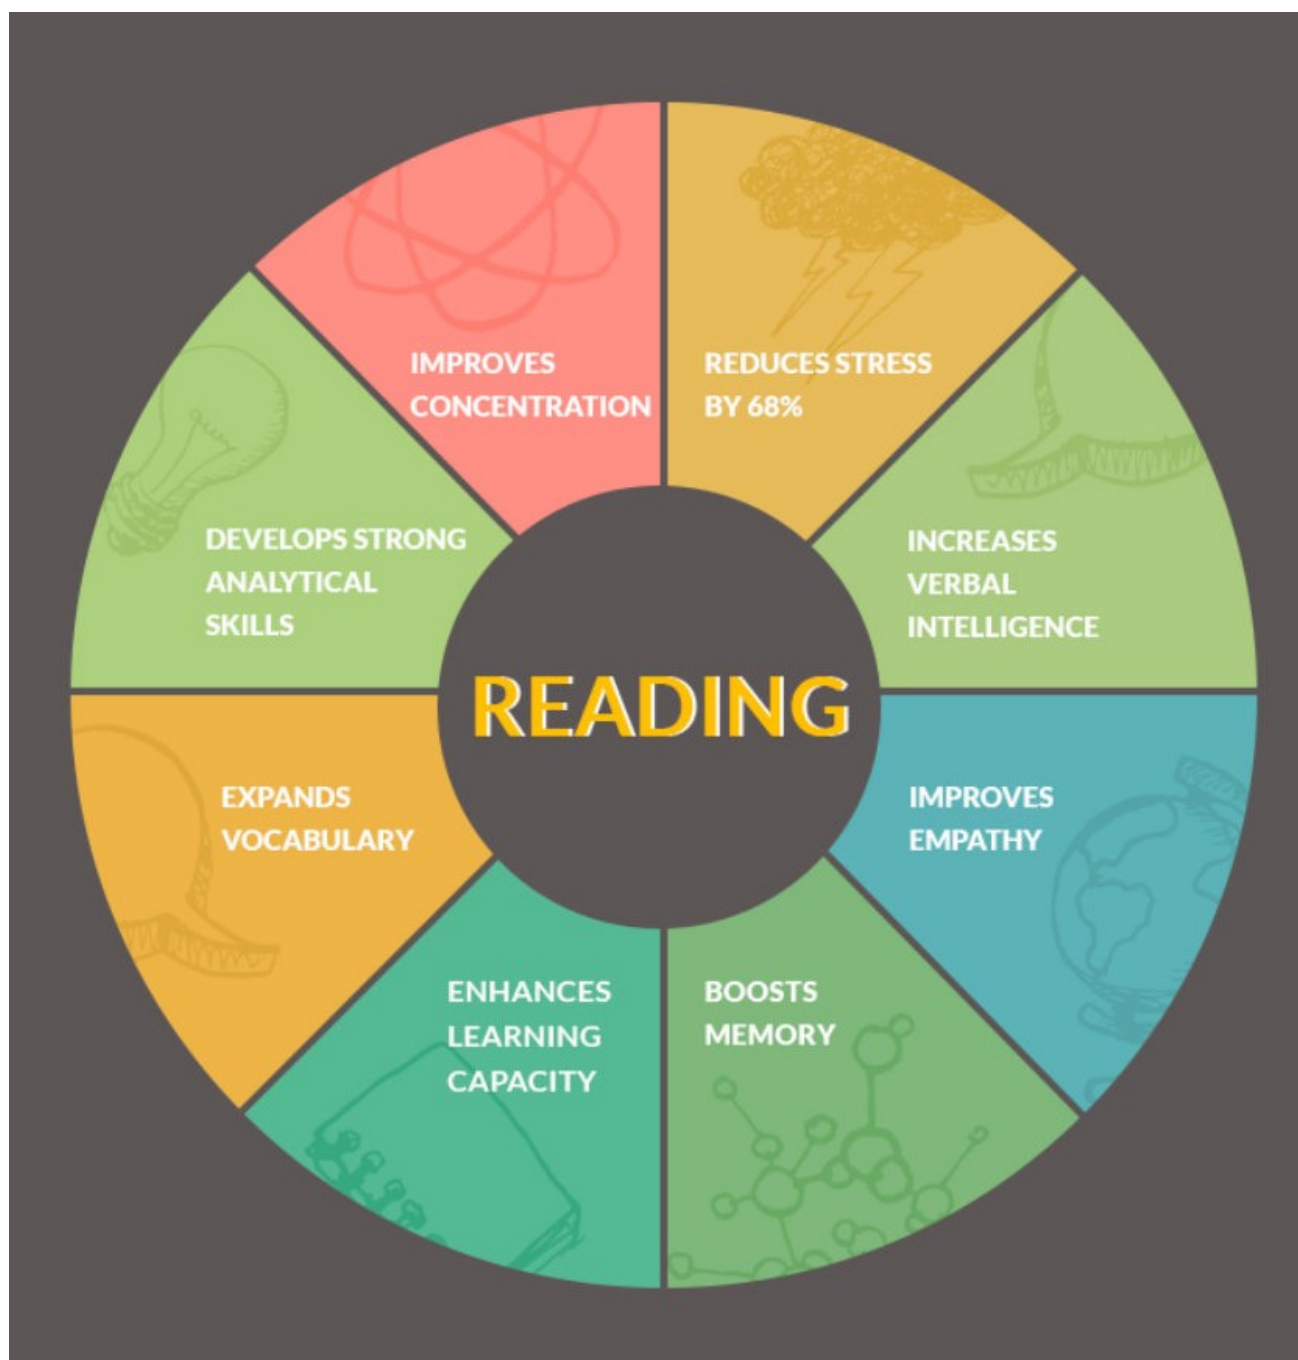 IMPROVES
CONCENTRATION
REDUCES STRESS
BY 68%
DEVELOPS STRONG
ANALYTICAL
SKILLS
INCREASES
VERBAL
INTELLIGENCE
READING
EXPANDS
VOCABULARY
IMPROVES
EMPATHY
ENHANCES
LEARNING
CAPACITY
BOOSTS
MEMORY